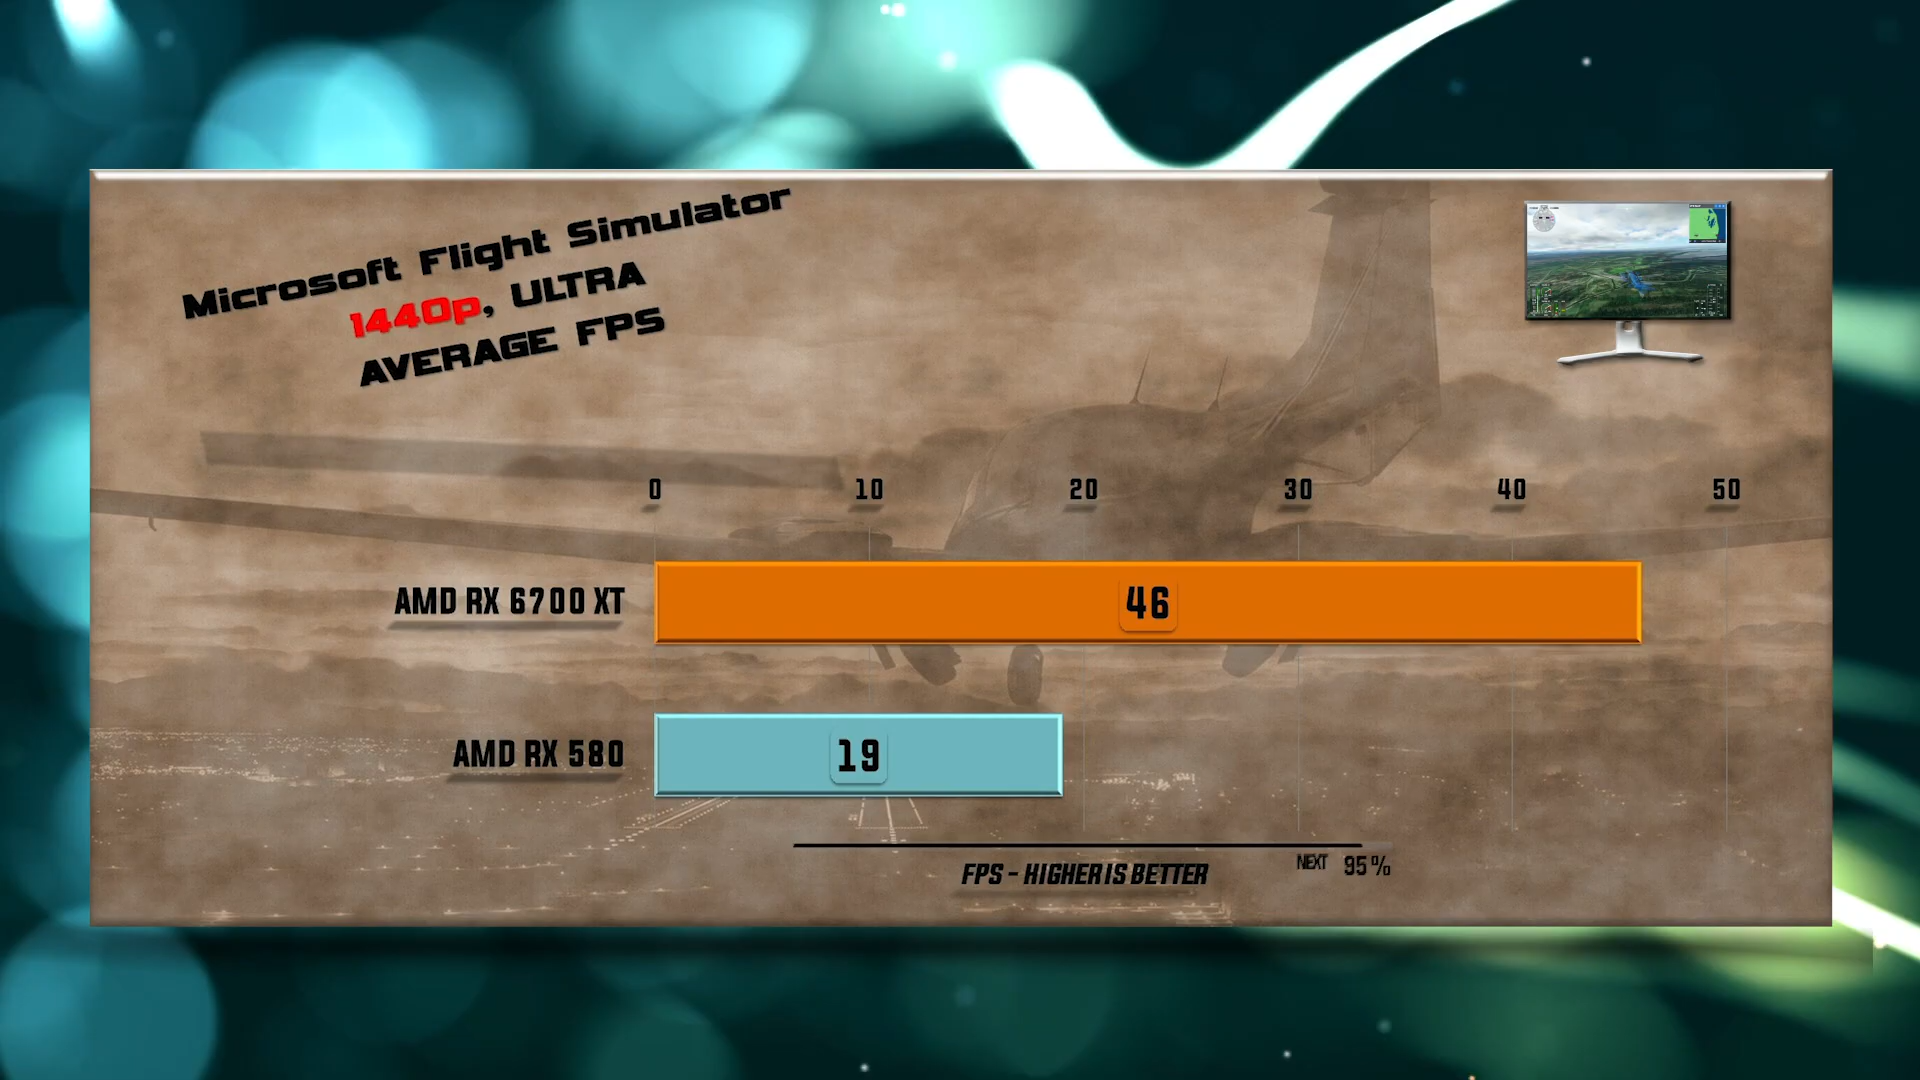 Microsoft Flight Simulator
1440p, ULTRA
AVERAGE FPS
0 10 20 30 40 50
AMD RX 6700 XT 46
AMD RX 580 19
FPS - HIGHER IS BETTER
NEXT 95%